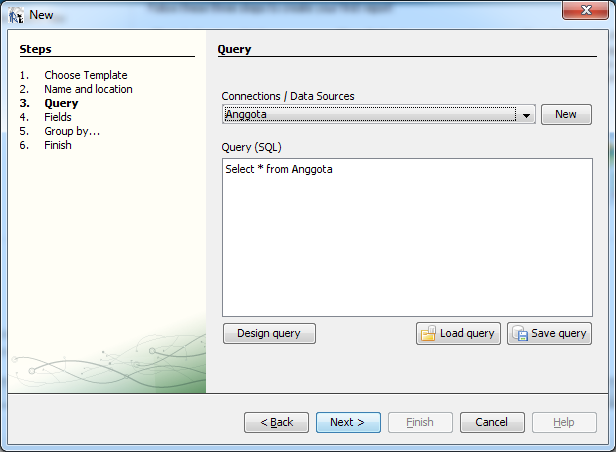 New
Steps
1. Choose Template
2. Name and location
3. Query
4. Fields
5. Group by...
6. Finish
Query
Connections / Data Sources
Anggota
New
Query (SQL)
Select * from Anggota
Design query
Load query
Save query
< Back
Next >
Finish
Cancel
Help